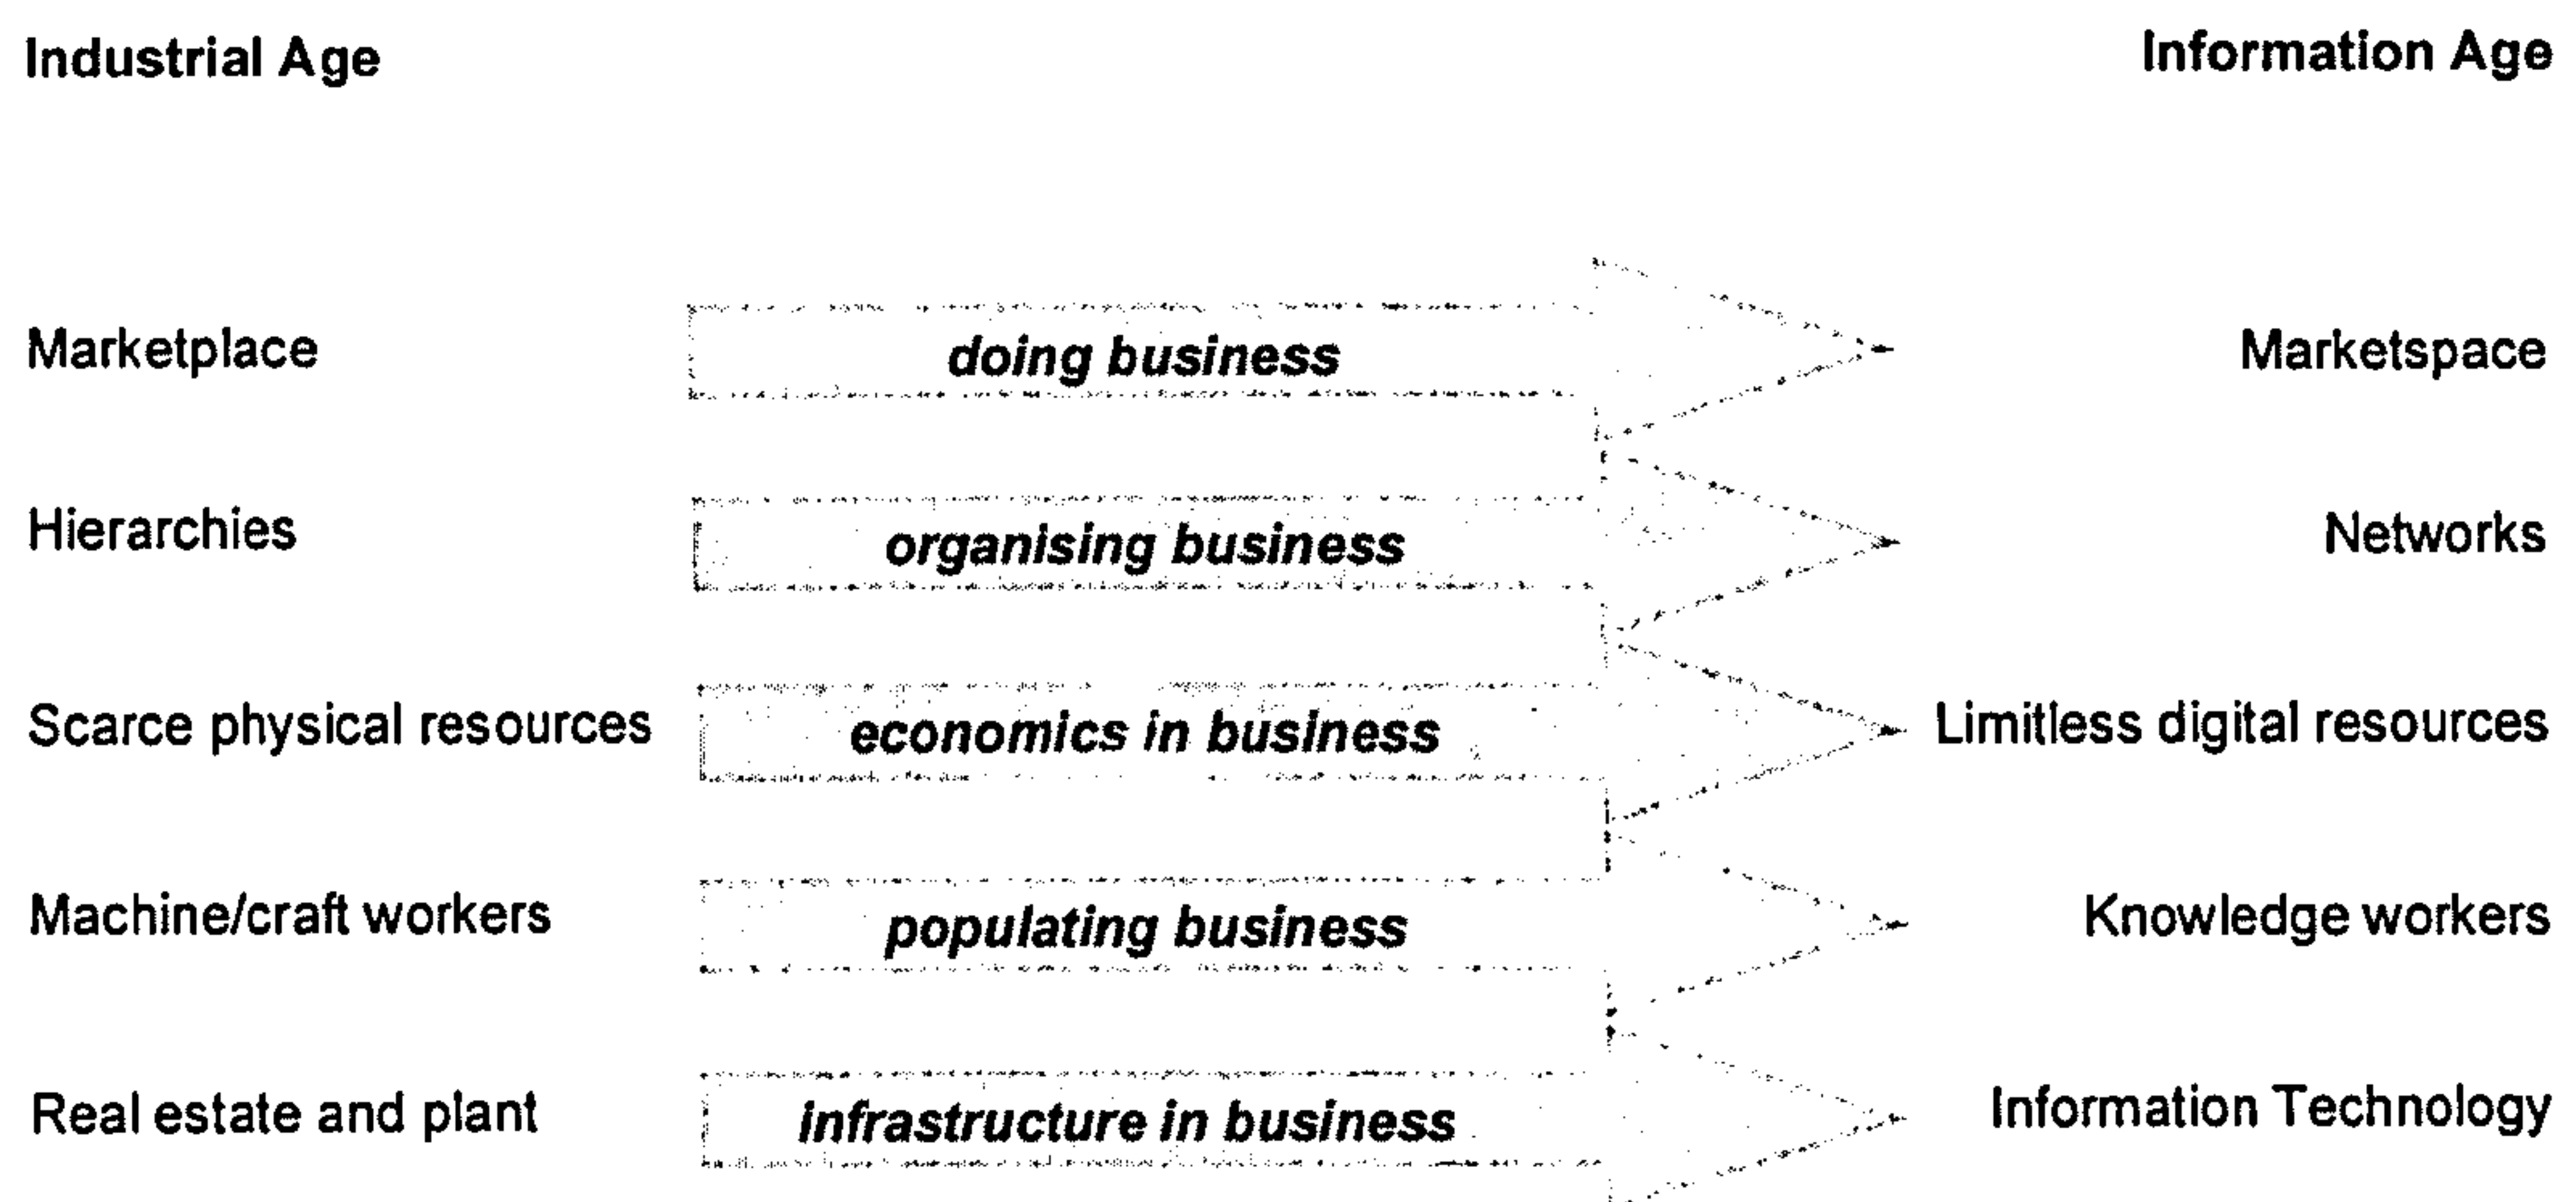 Industrial Age Information Age
Marketplace doing business Marketspace
Hierarchies organising business Networks
Scarce physical resources economics in business Limitless digital resources
Machine/craft workers populating business Knowledge workers
Real estate and plant infrastructure in business Information Technology